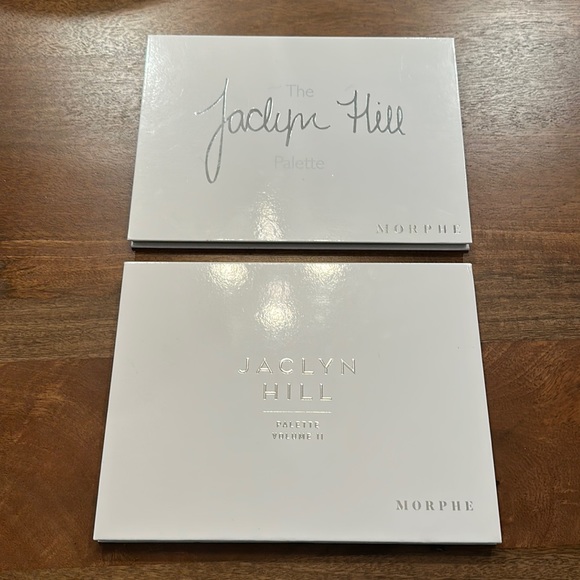 The
Jaclyn Hill
Palette
MORPHE
JACLYN
HILL
PALETTE
VOLUME II
MORPHE